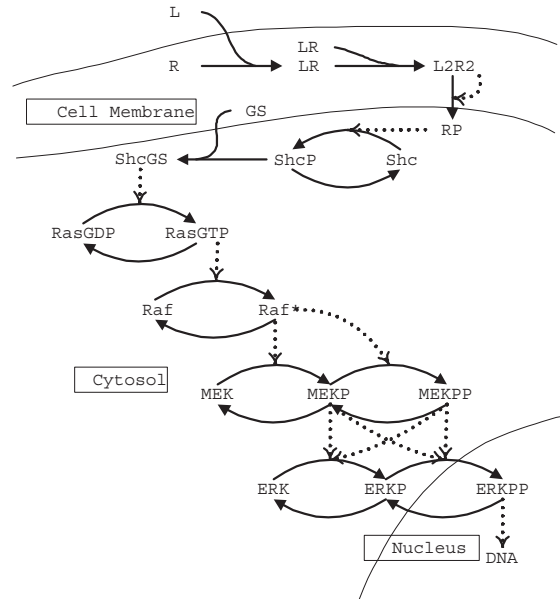 L
LR
R LR L2R2
Cell Membrane GS
RP
ShcGS ShcP Shc
RasGDP RasGTP
Raf Raf*
Cytosol
MEK MEKP MEKPP
ERK ERKP ERKPP
Nucleus
DNA